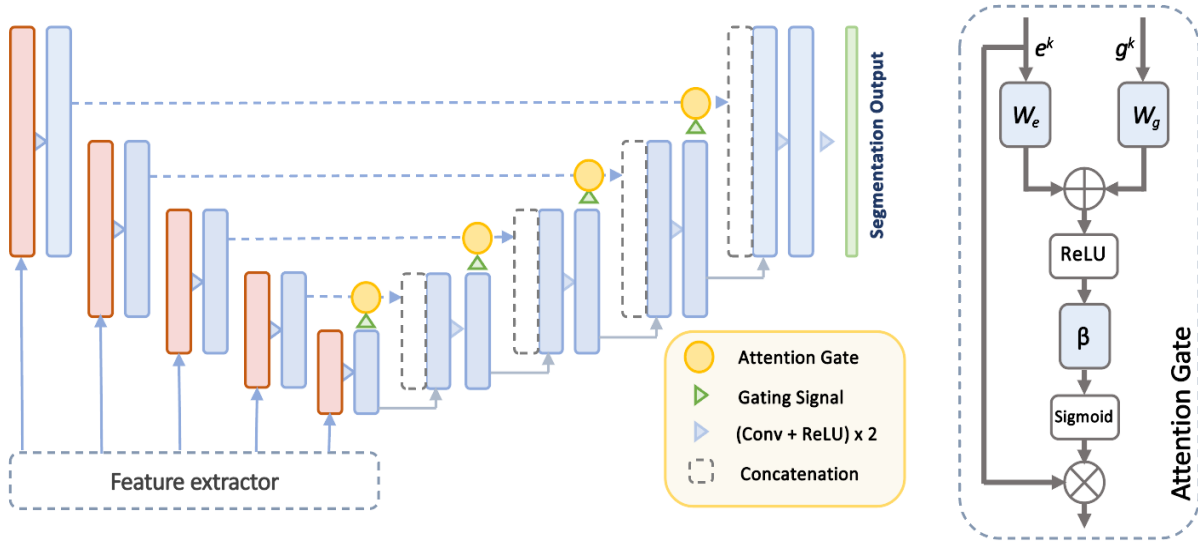 Segmentation Output
Attention Gate
Gating Signal
(Conv + ReLU) x 2
Concatenation
Feature extractor
e^k
g^k
W_e
W_g
ReLU
β
Sigmoid
Attention Gate